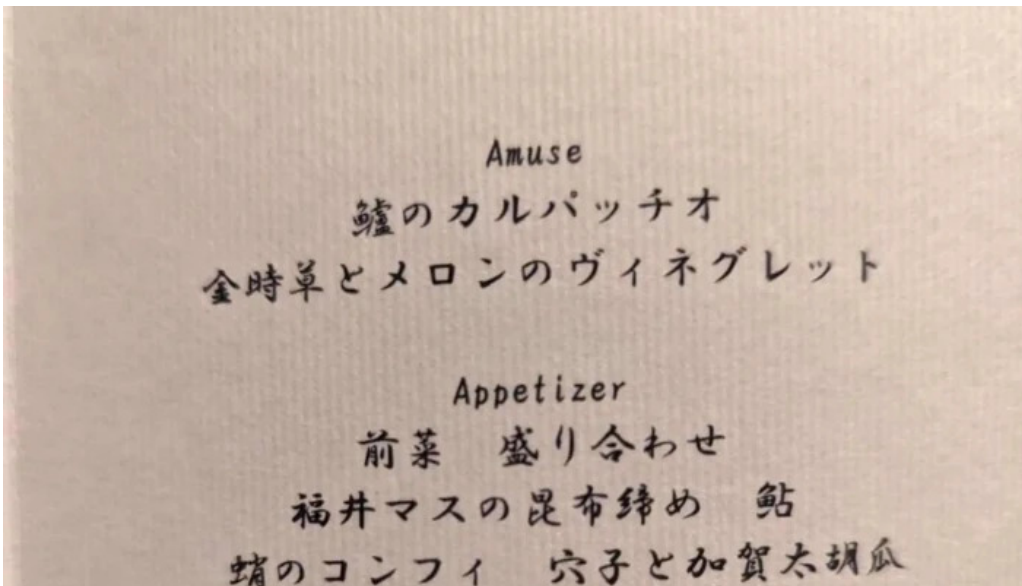 Amuse
鱸のカルパッチオ
金時草とメロンのヴィネグレット
Appetizer
前菜　盛り合わせ
福井マスの昆布締め　鮎
蛸のコンフィ　穴子と加賀太胡瓜